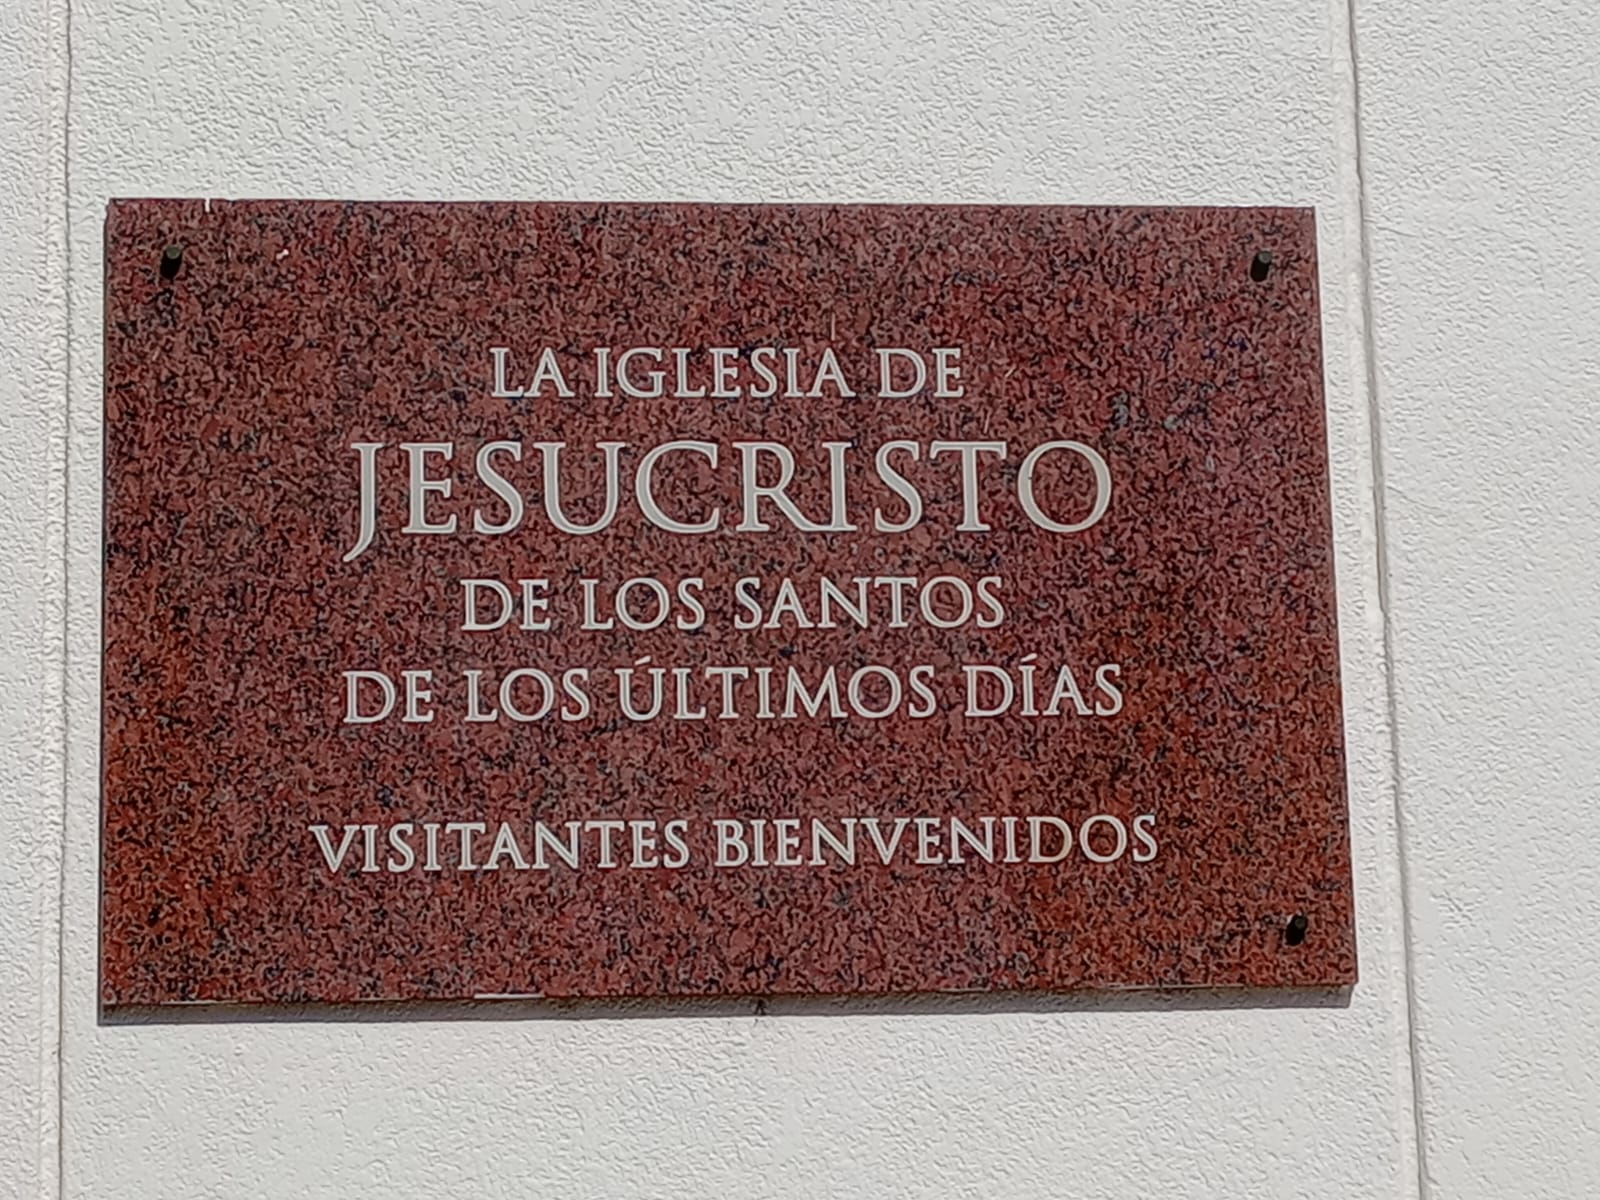 LA IGLESIA DE
JESUCRISTO
DE LOS SANTOS
DE LOS ÚLTIMOS DÍAS
VISITANTES BIENVENIDOS